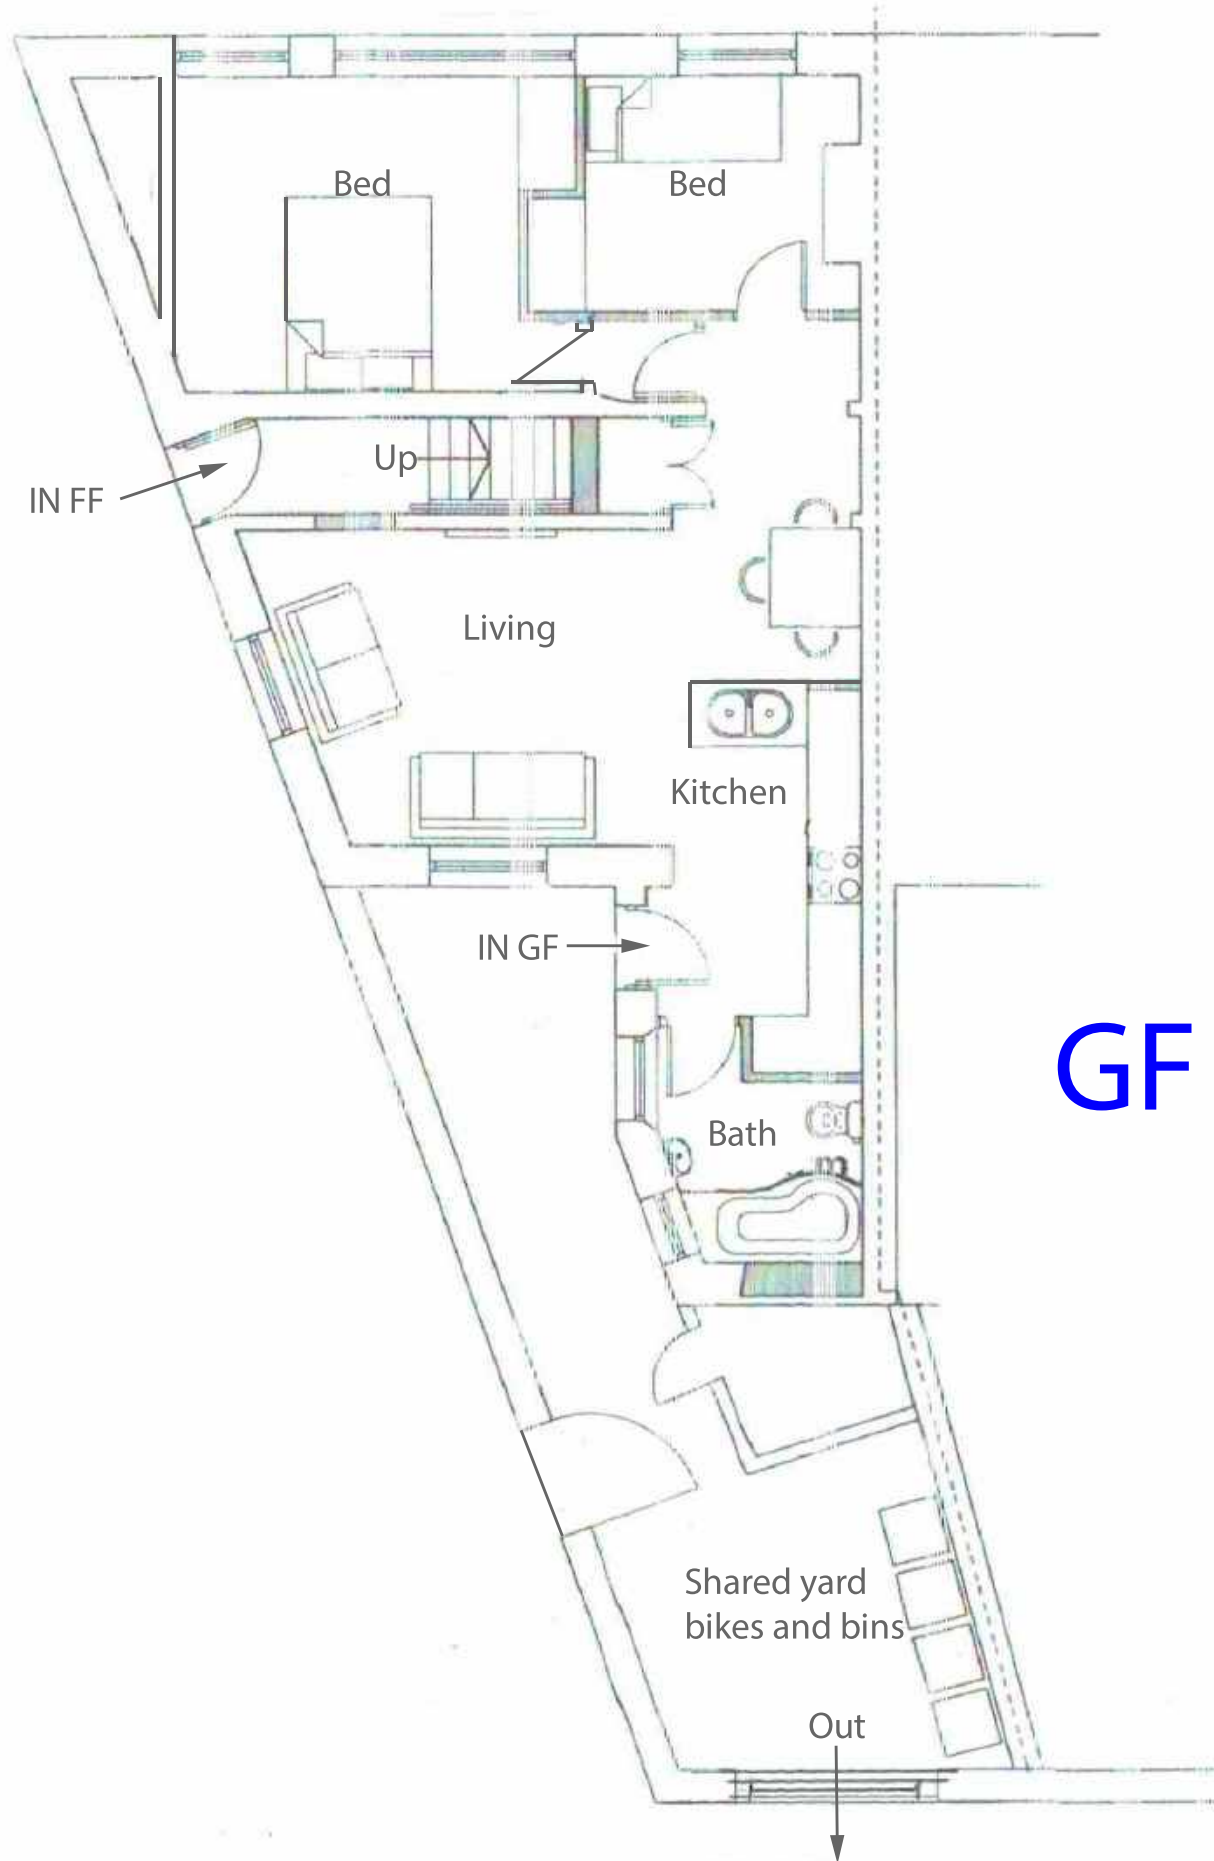 Bed
Bed
Up
IN FF
Living
Kitchen
IN GF
GF
Bath
Shared yard
bikes and bins
Out